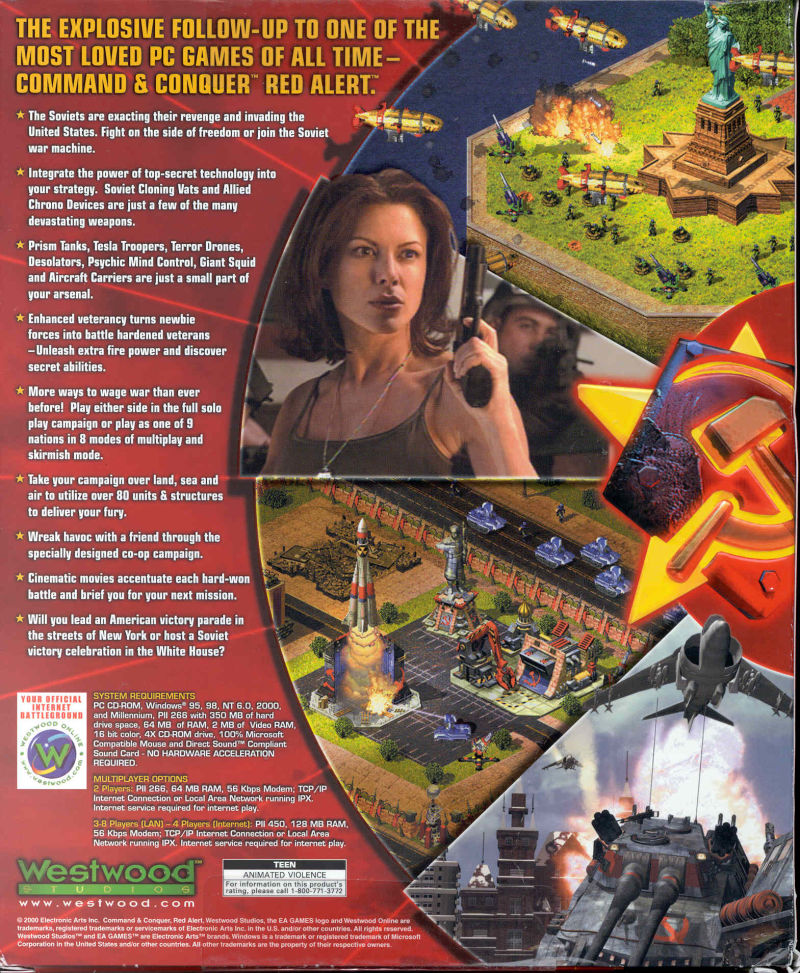 THE EXPLOSIVE FOLLOW-UP TO ONE OF THE
MOST LOVED PC GAMES OF ALL TIME –
COMMAND & CONQUER™ RED ALERT.™
★ The Soviets are exacting their revenge and invading the
United States. Fight on the side of freedom or join the Soviet
war machine.
★ Integrate the power of top-secret technology into
your strategy. Soviet Cloning Vats and Allied
Chrono Devices are just a few of the many
devastating weapons.
★ Prism Tanks, Tesla Troopers, Terror Drones,
Desolators, Psychic Mind Control, Giant Squid
and Aircraft Carriers are just a small part of
your arsenal.
★ Enhanced veterancy turns newbie
forces into battle hardened veterans
–Unleash extra fire power and discover
secret abilities.
★ More ways to wage war than ever
before! Play either side in the full solo
play campaign or play as one of 9
nations in 8 modes of multiplay and
skirmish mode.
★ Take your campaign over land, sea and
air to utilize over 80 units & structures
to deliver your fury.
★ Wreak havoc with a friend through the
specially designed co-op campaign.
★ Cinematic movies accentuate each hard-won
battle and brief you for your next mission.
★ Will you lead an American victory parade in
the streets of New York or host a Soviet
victory celebration in the White House?
YOUR OFFICIAL
INTERNET
BATTLEGROUND
WESTWOOD ONLINE
W
www.westwood.com
SYSTEM REQUIREMENTS
PC CD-ROM, Windows® 95, 98, NT 6.0, 2000,
and Millennium, PII 266 with 350 MB of hard
drive space, 64 MB of RAM, 2 MB of Video RAM,
16 bit color, 4X CD-ROM drive, 100% Microsoft
Compatible Mouse and Direct Sound™ Compliant
Sound Card - NO HARDWARE ACCELERATION
REQUIRED.
MULTIPLAYER OPTIONS
2 Players: PII 266, 64 MB RAM, 56 Kbps Modem; TCP/IP
Internet Connection or Local Area Network running IPX.
Internet service required for internet play.
3-8 Players (LAN) – 4 Players (Internet): PII 450, 128 MB RAM,
56 Kbps Modem; TCP/IP Internet Connection or Local Area
Network running IPX. Internet service required for internet play.
Westwood™
STUDIOS
www.westwood.com
TEEN
ANIMATED VIOLENCE
For information on this product's
rating, please call 1-800-771-3772
© 2000 Electronic Arts Inc. Command & Conquer, Red Alert, Westwood Studios, the EA GAMES logo and Westwood Online are
trademarks, registered trademarks or servicemarks of Electronic Arts Inc. in the U.S. and/or other countries. All rights reserved.
Westwood Studios™ and EA GAMES™ are Electronic Arts™ brands. Windows is a trademark or registered trademark of Microsoft
Corporation in the United States and/or other countries. All other trademarks are the property of their respective owners.